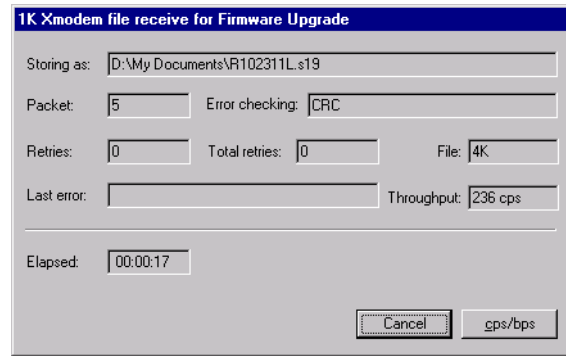 1K Xmodem file receive for Firmware Upgrade
Storing as: D:\My Documents\R102311L.s19
Packet: 5 Error checking: CRC
Retries: 0 Total retries: 0 File: 4K
Last error: Throughput: 236 cps
Elapsed: 00:00:17
Cancel cps/bps